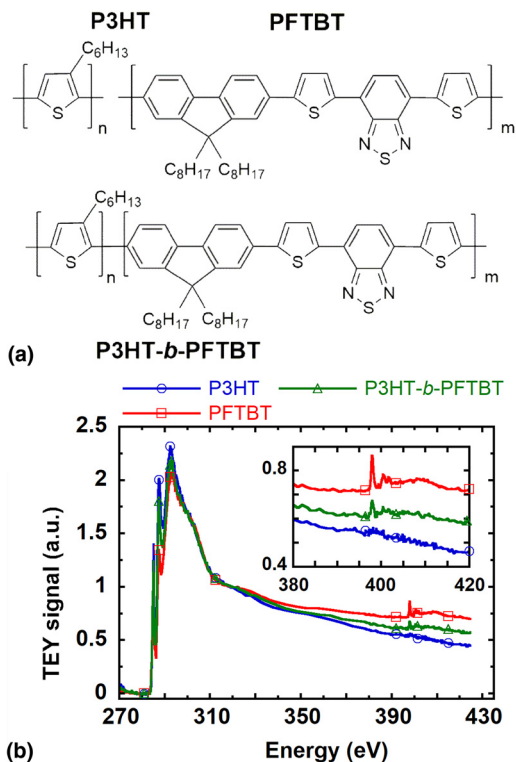 P3HT PFTBT
C6H13
S
n
S
N
S
N
S
m
C8H17 C8H17
C6H13
S
n
S
N
S
N
S
m
C8H17 C8H17
(a) P3HT-b-PFTBT
P3HT P3HT-b-PFTBT
PFTBT
2.5
2
1.5
1
0.5
0
TEY signal (a.u.)
0.8
0.4
380 400 420
270 310 350 390 430
(b) Energy (eV)